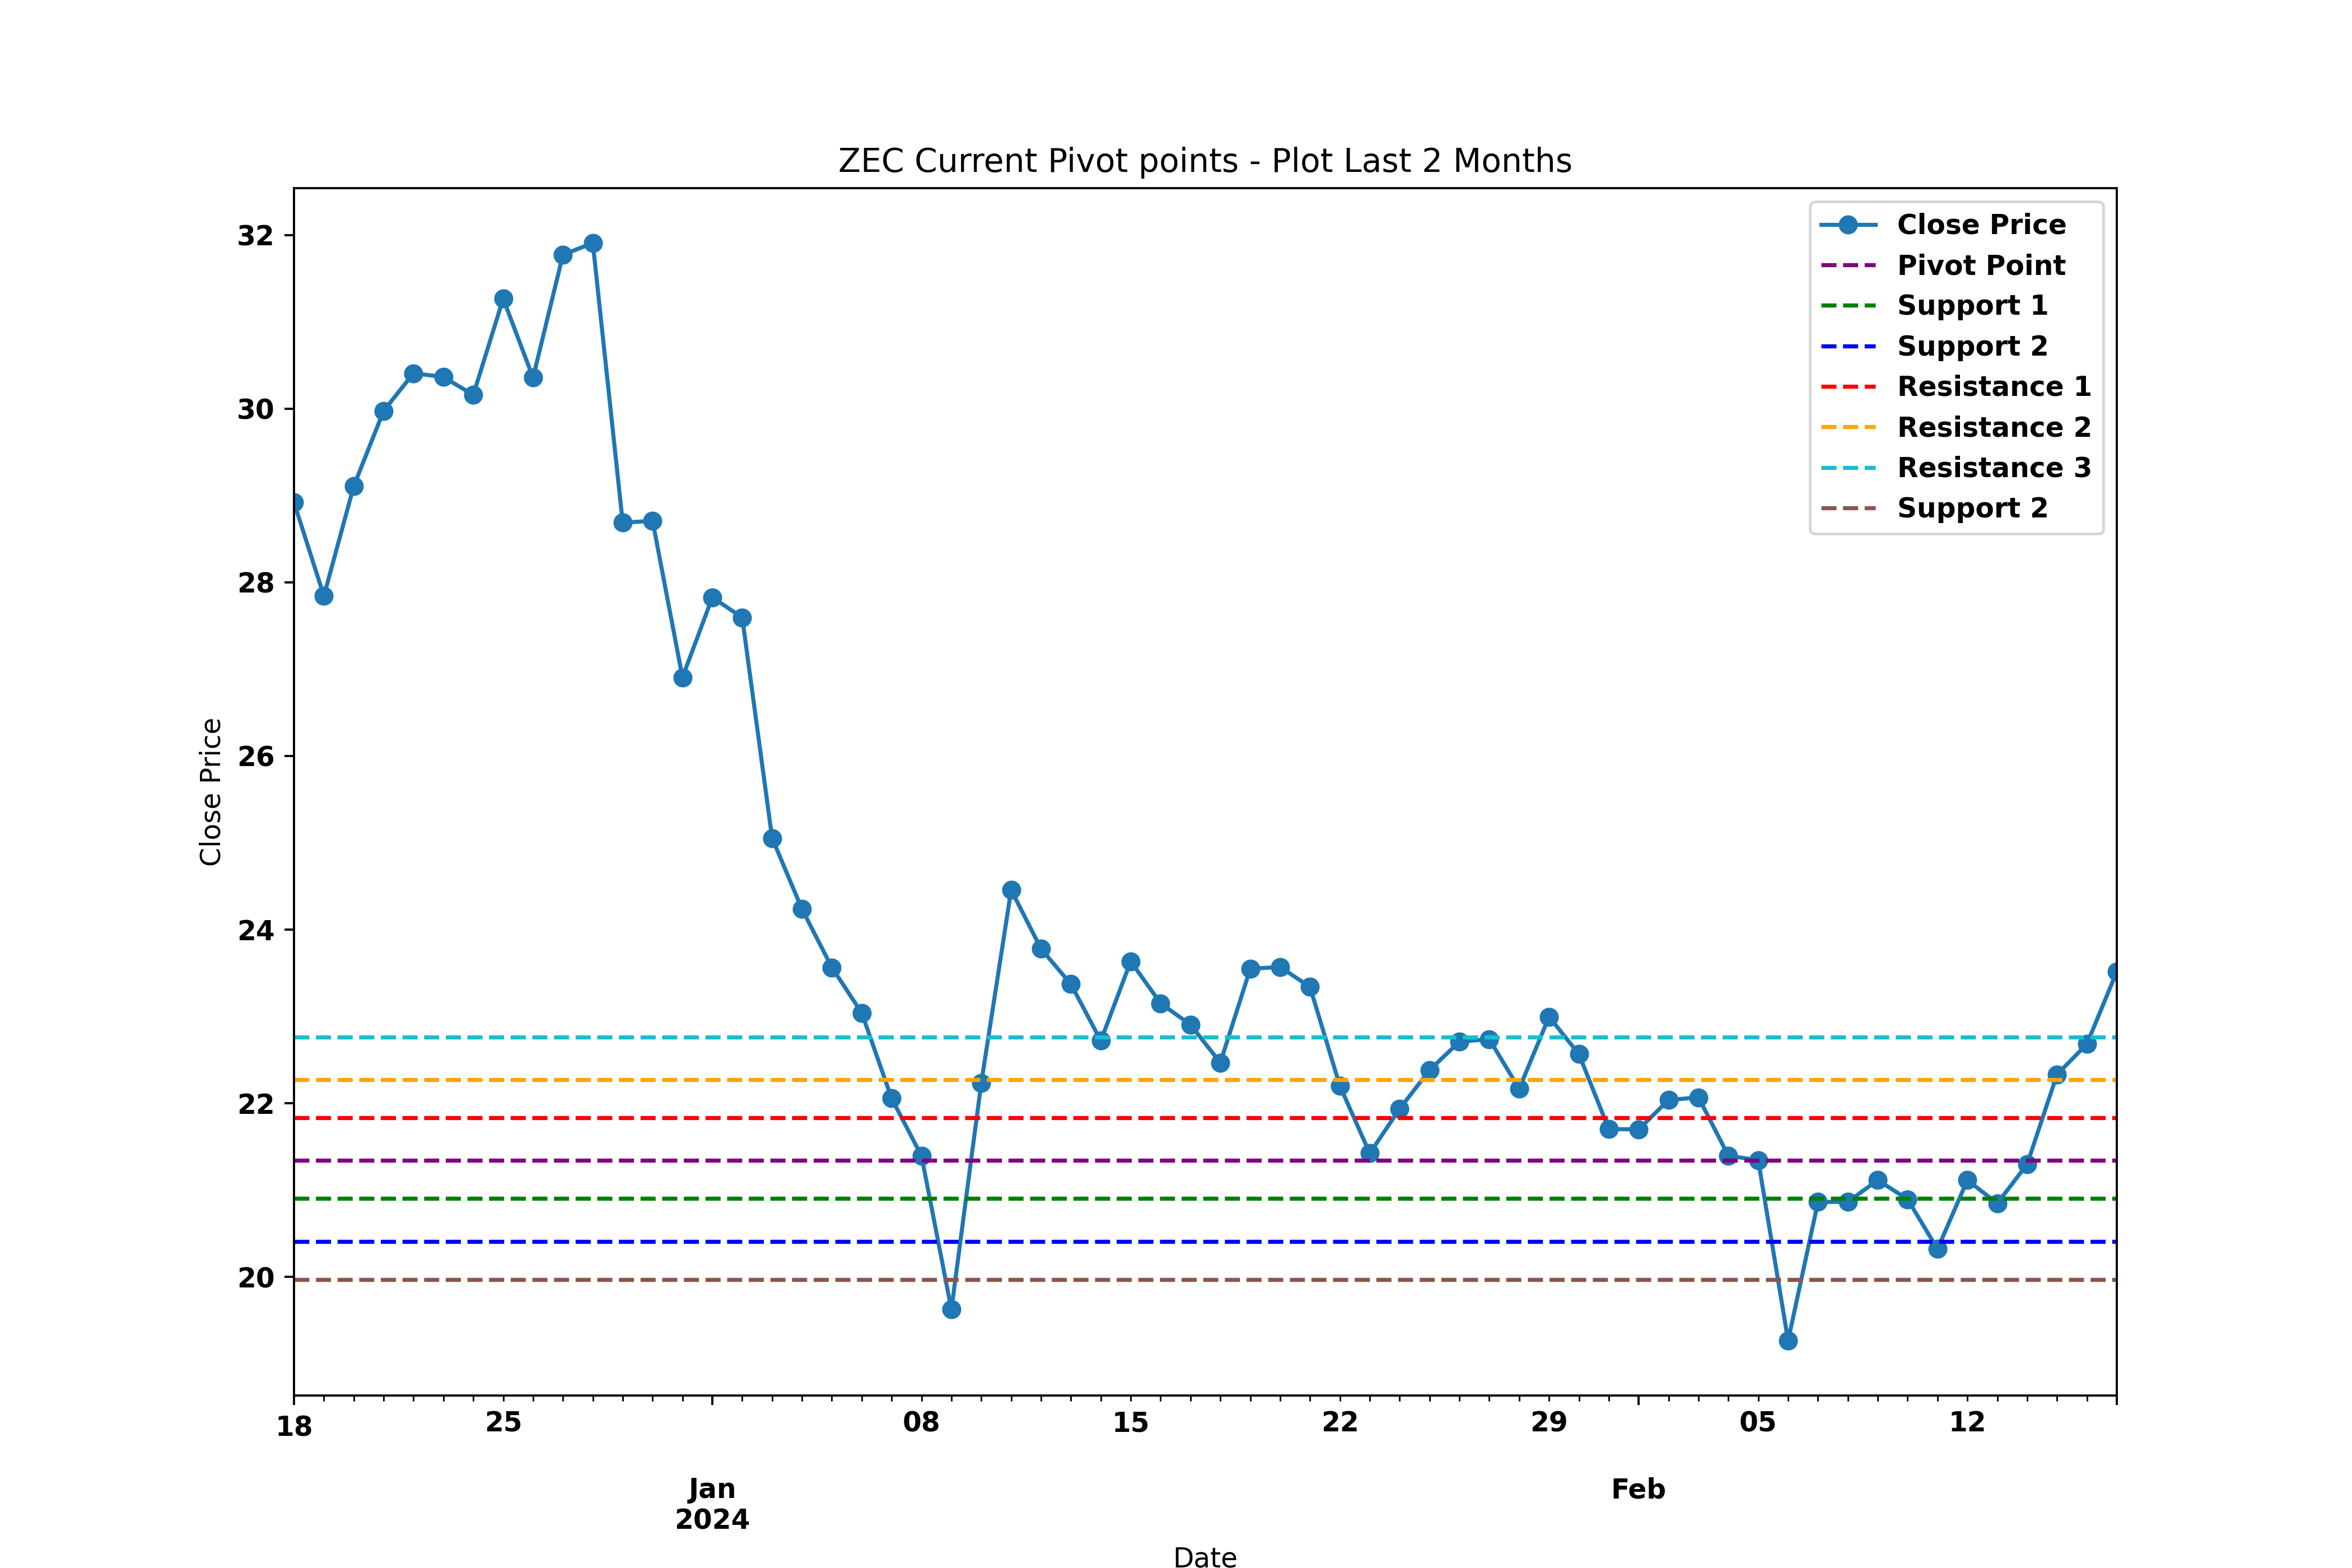 ZEC Current Pivot points - Plot Last 2 Months
32
30
28
26
24
22
20
Close Price
Close Price
Pivot Point
Support 1
Support 2
Resistance 1
Resistance 2
Resistance 3
Support 2
18
25
08
15
22
29
05
12
Jan
2024
Feb
Date